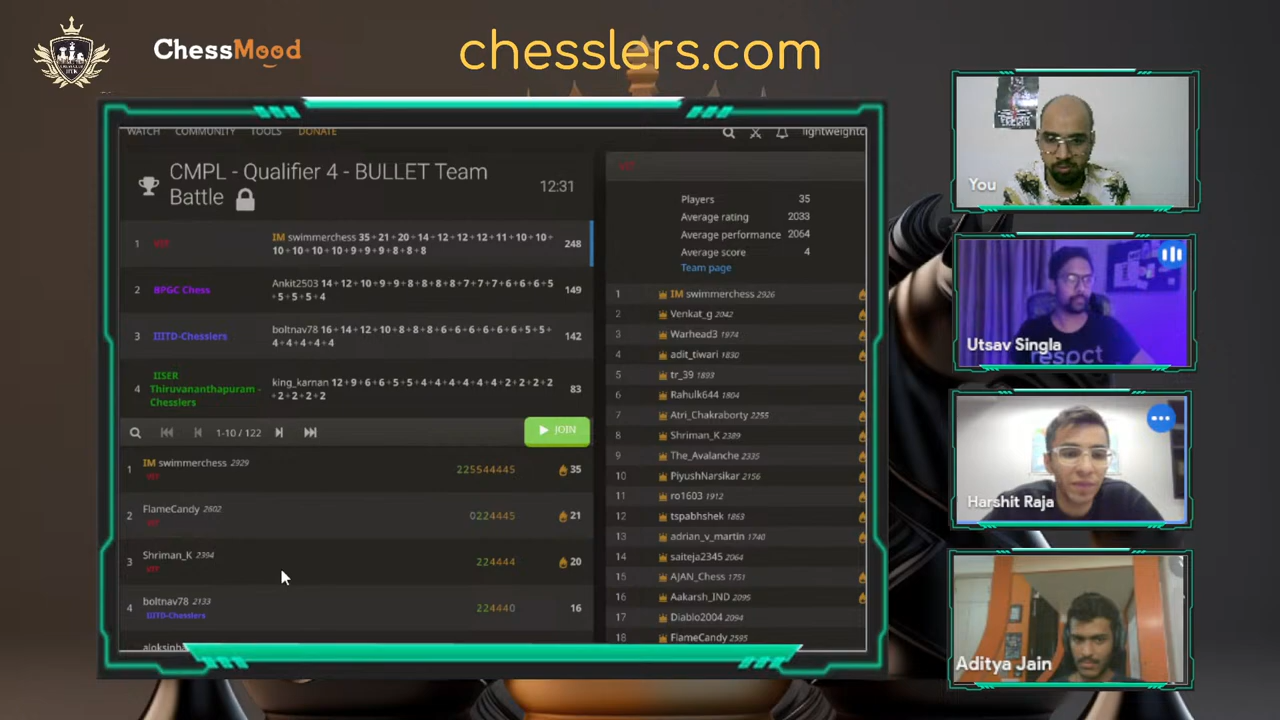 ChessMood
chesslers.com
WATCH COMMUNITY TOOLS DONATE
lightweightc
CMPL - Qualifier 4 - BULLET Team
Battle
12:31
1 IM swimmerchess 35+21+20+14+12+12+12+11+10+10+
10+10+10+10+9+9+9+8+8+8 248
2 BPGC Chess Ankit2503 14+12+10+9+9+8+8+8+8+7+7+7+6+6+6+5
+5+5+5+4 149
3 IIITD-Chesslers boltnav78 16+14+12+10+8+8+8+6+6+6+6+6+6+5+5+
4+4+4+4+4 142
4 IISER
Thiruvananthapuram -
Chesslers
king_karnan 12+9+6+6+5+5+4+4+4+4+4+4+2+2+2+2
+2+2+2+2 83
1-10 / 122
JOIN
1 IM swimmerchess 2929 225544445 35
2 FlameCandy 2602 0224445 21
3 Shriman_K 2394 224444 20
4 boltnav78 2133 224440 16
IIITD-Chesslers
Players 35
Average rating 2033
Average performance 2064
Average score 4
Team page
1 IM swimmerchess 2926
2 Venkat_g 2042
3 Warhead3 1974
4 adit_tiwari 1830
5 tr_39 1893
6 Rahulk644 1804
7 Atri_Chakraborty 2255
8 Shriman_K 2389
9 The_Avalanche 2335
10 PiyushNarsikar 2156
11 ro1603 1912
12 tspabhshek 1863
13 adrian_v_martin 1740
14 saiteja2345 2064
15 AJAN_Chess 1751
16 Aakarsh_IND 2095
17 Diablo2004 2094
18 FlameCandy 2595
You
Utsav Singla
respct
Harshit Raja
Aditya Jain